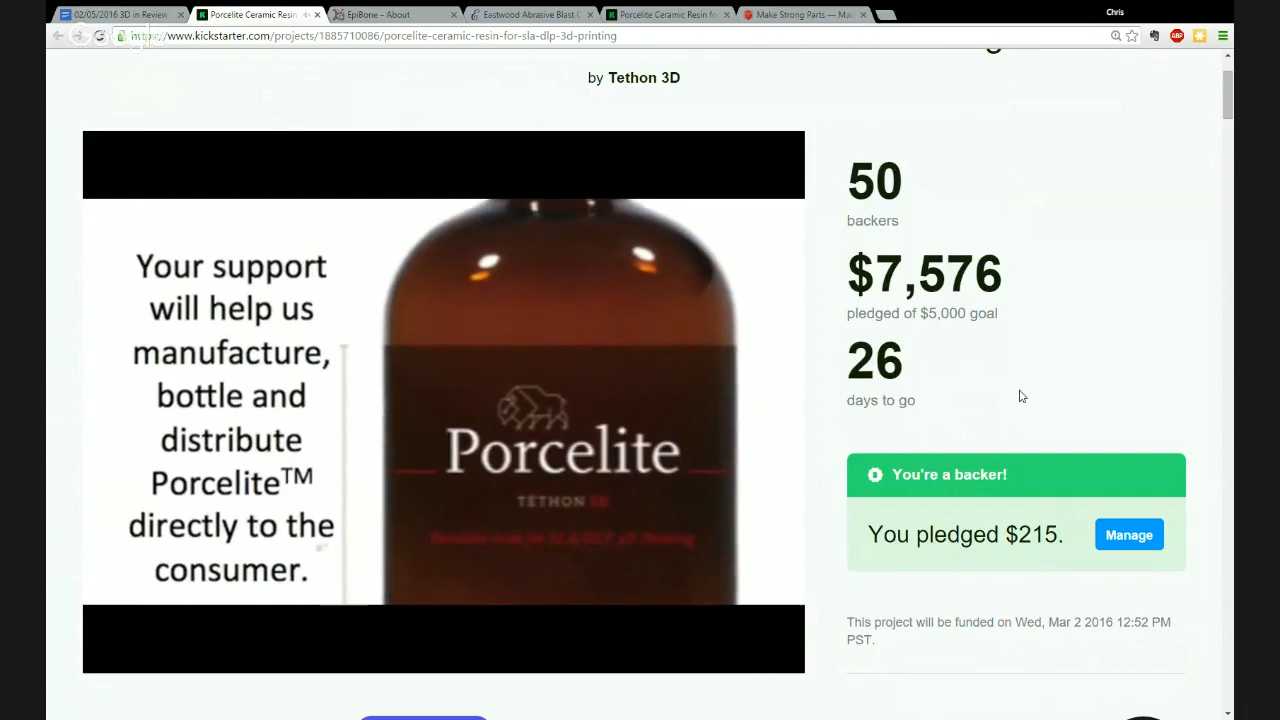 02/05/2016 3D in Review
Porcelite Ceramic Resin
EpiBone – About
Eastwood Abrasive Blast C
Porcelite Ceramic Resin fo
Make Strong Parts — Ma
Chris
https://www.kickstarter.com/projects/1885710086/porcelite-ceramic-resin-for-sla-dlp-3d-printing
ABP
by Tethon 3D
Your support
will help us
manufacture,
bottle and
distribute
Porcelite™
directly to the
consumer.
Porcelite
TETHON 3D
50
backers
$7,576
pledged of $5,000 goal
26
days to go
You're a backer!
You pledged $215.
Manage
This project will be funded on Wed, Mar 2 2016 12:52 PM
PST.